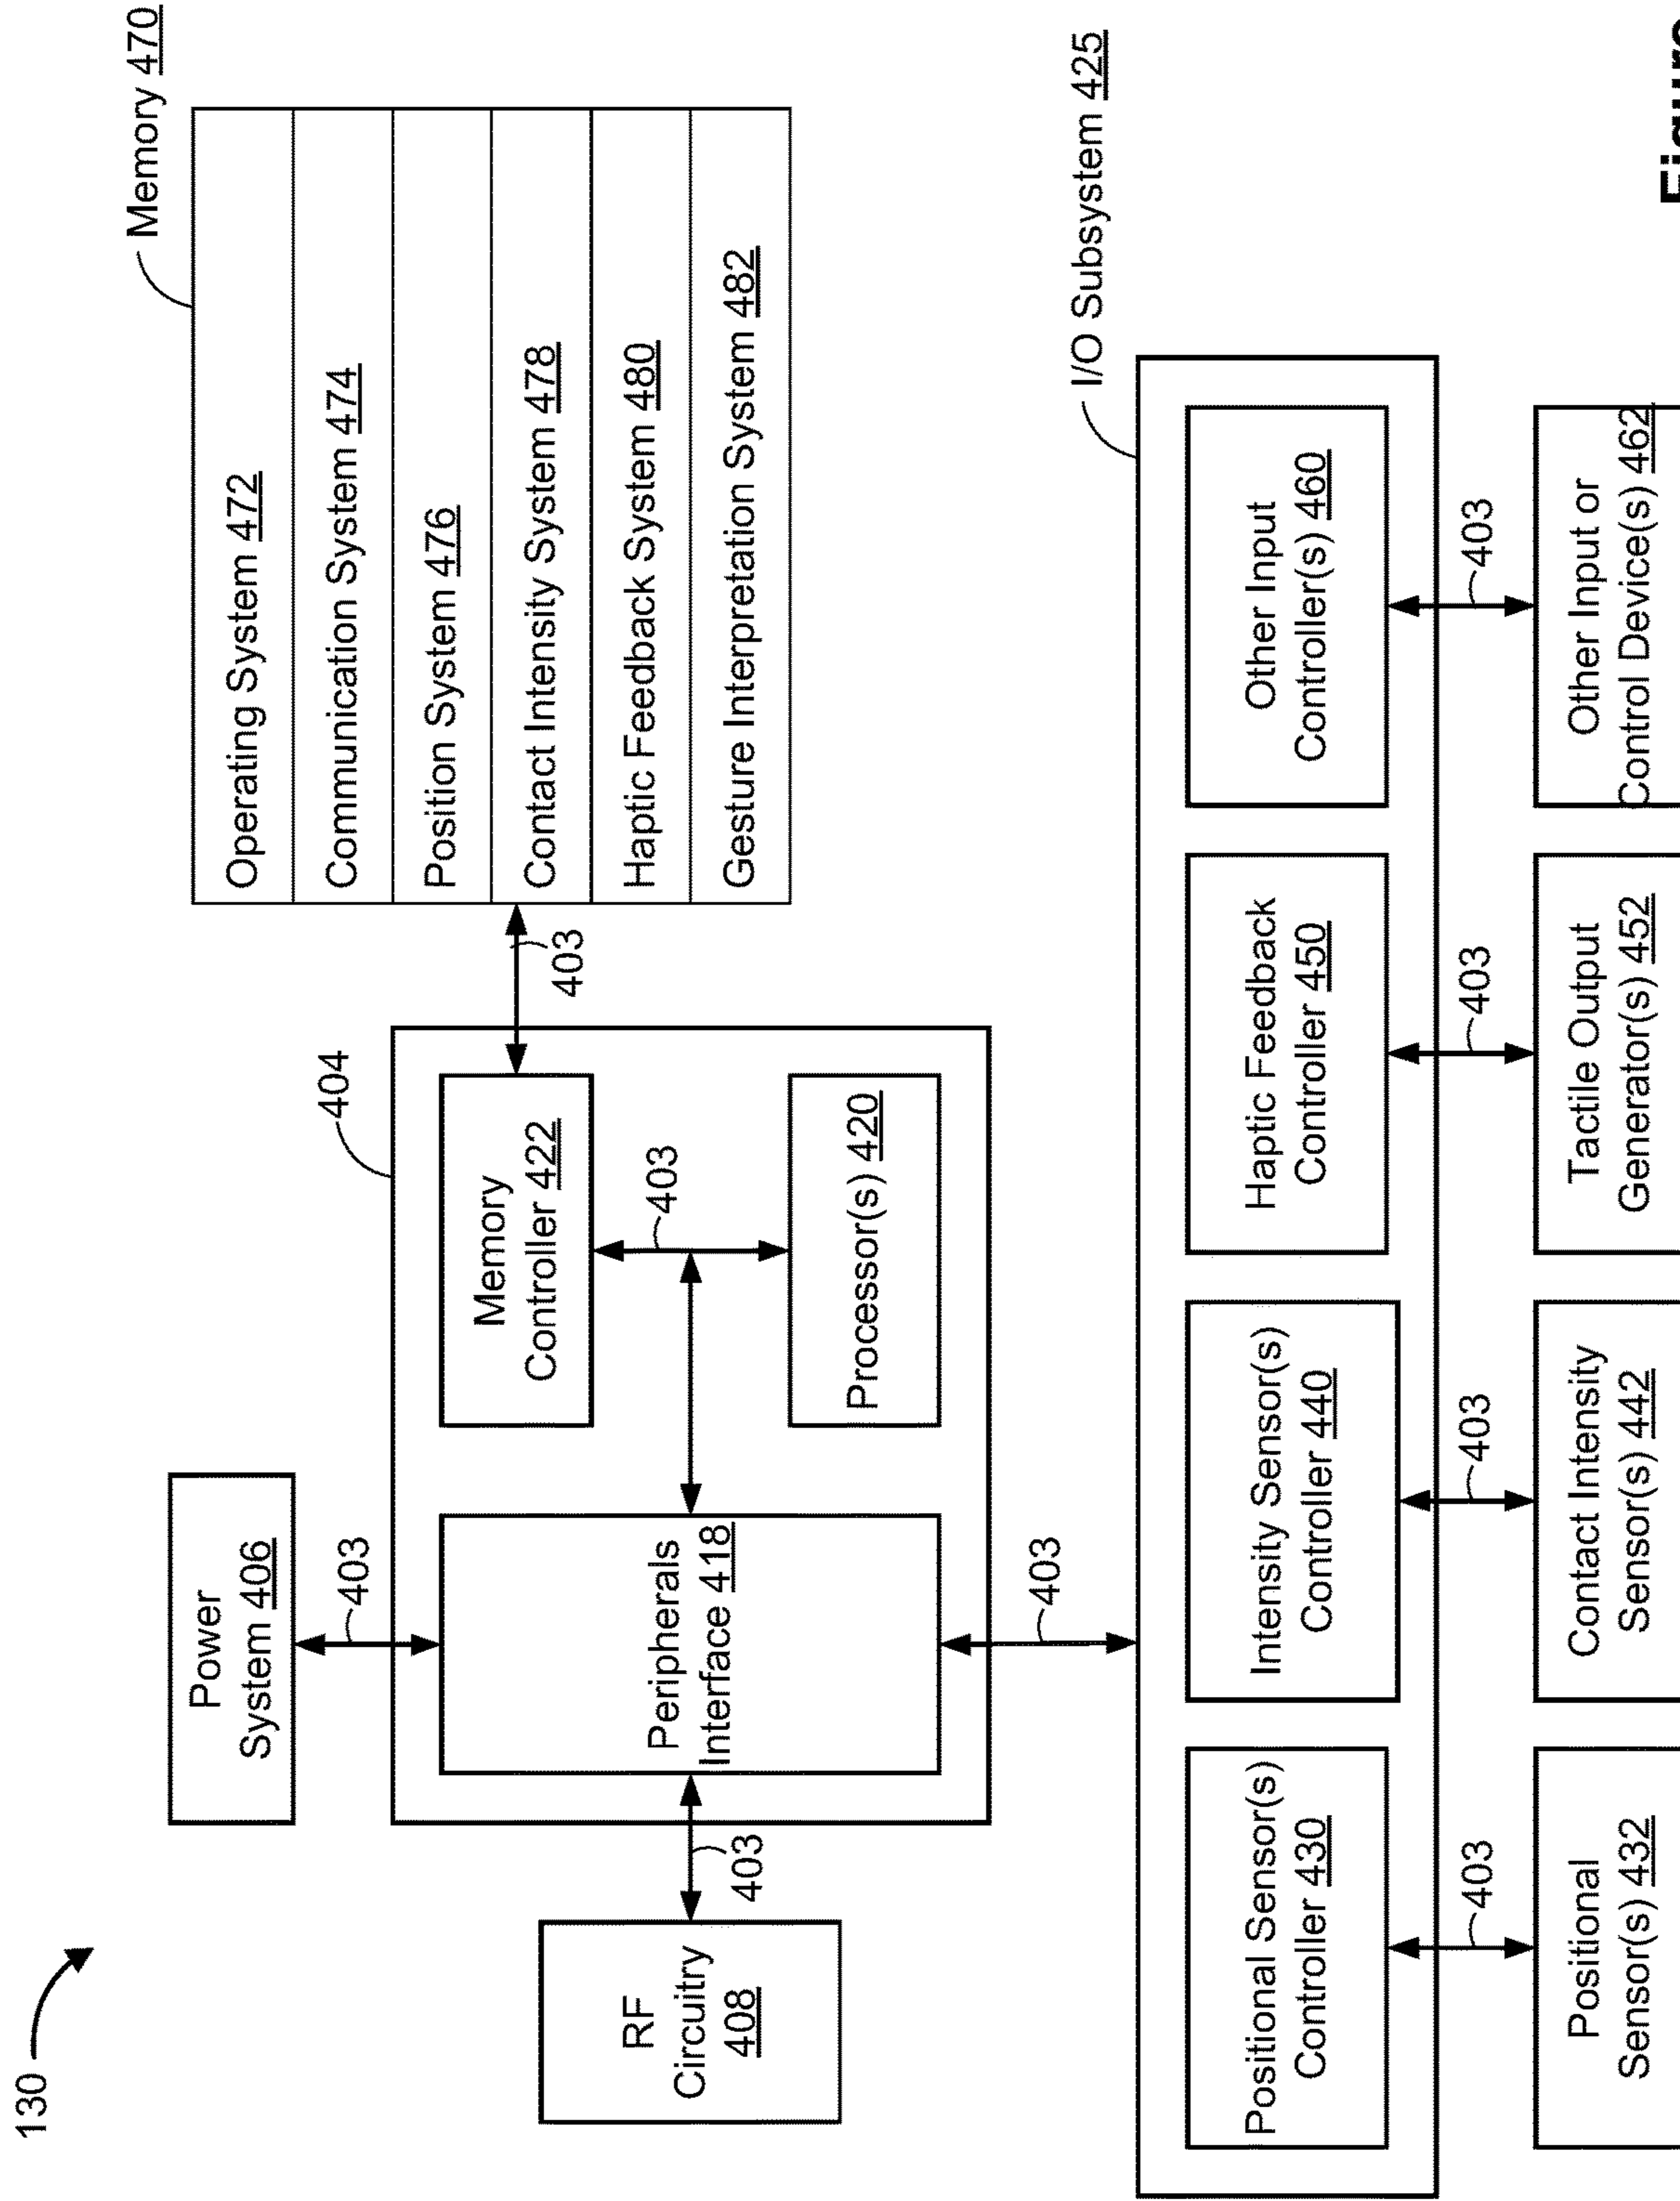 130
Memory 470
Operating System 472
Communication System 474
Position System 476
Contact Intensity System 478
Haptic Feedback System 480
Gesture Interpretation System 482
403
404
Power
System 406
403
Memory
Controller 422
403
Processor(s) 420
Peripherals
Interface 418
RF
Circuitry
408
403
403
I/O Subsystem 425
Positional Sensor(s)
Controller 430
Intensity Sensor(s)
Controller 440
Haptic Feedback
Controller 450
Other Input
Controller(s) 460
403
403
403
403
Positional
Sensor(s) 432
Contact Intensity
Sensor(s) 442
Tactile Output
Generator(s) 452
Other Input or
Control Device(s) 462
Figure